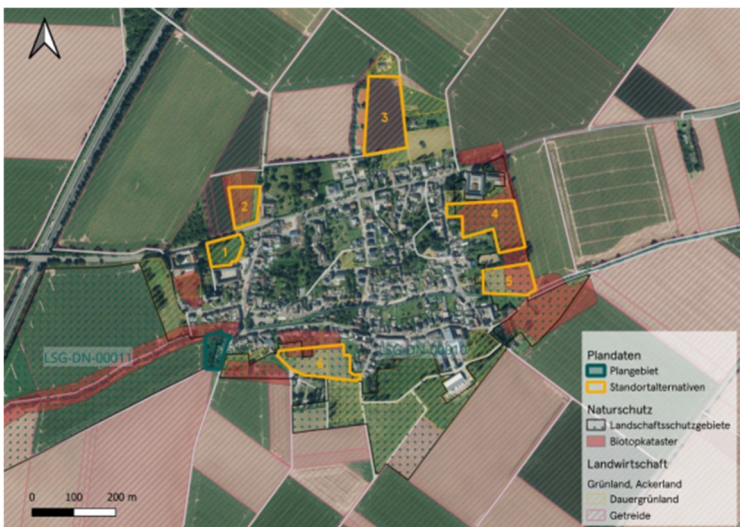 3
2
4
1
5
6
LSG-DN-00011
Plandaten
Plangebiet
Standortalternativen
Naturschutz
Landschaftsschutzgebiete
Biotopkataster
Landwirtschaft
Grünland, Ackerland
Dauergrünland
Getreide
0 100 200 m